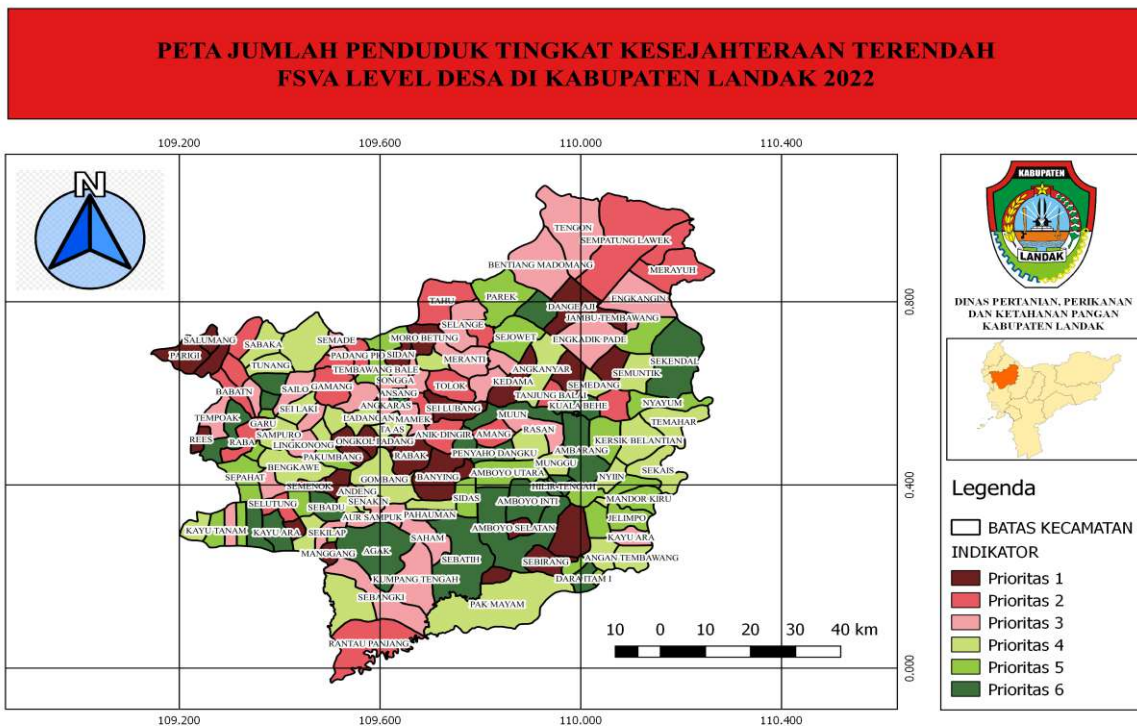 PETA JUMLAH PENDUDUK TINGKAT KESEJAHTERAAN TERENDAH
FSVA LEVEL DESA DI KABUPATEN LANDAK 2022
109.200 109.600 110.000 110.400
N
TENGON
SEMPATUNG LAWEK
BENTIANG MADOMANG
MERAYUH
TAHU
PAREK
ENGKANGIN
DANGE AJI
JAMBU TEMBAWANG
SELANGE
SALUMANG
SEMADE
MORO BETUNG
SEJOWET
ENGKADIK PADE
SABAKA
PARIGI
PADANG PIO
SIDAN
MERANTI
SEKENDAL
TUNANG
TEMBAWANG BALE
ANGKANYAR
SEMUNTIK
SONGGA
KEDAMA
SEMEDANG
BABATN
SAILO
GAMANG
ANSANG
TOLOK
TANJUNG BALAI
NYAYUM
SEI LAKI
ANGKARAS
SEI LUBANG
KUALA BEHE
TEMPOAK
GARU
LADANGAN
MAMEK
MUUN
TEMAHAR
SAMPURO
TA'AS
ANIK DINGIR
AMANG
RASAN
REES
RABA
LINGKONONG
ONGKOL PADANG
KERSIK BELANTIAN
PAKUMBANG
RABAK
PENYAHO DANGKU
AMBARANG
BENGKAWE
MUNGGU
SEPAHAT
GOMBANG
BANYING
AMBOYO UTARA
NYIIN
SEKAIS
SEMENOK
ANDENG
HILIR TENGAH
SELUTUNG
SENAKIN
SIDAS
AMBOYO INTI
MANDOR KIRU
SEBADU
AUR SAMPUK
PAHAUMAN
JELIMPO
KAYU TANAM
KAYU ARA
SEKILAP
SAHAM
AMBOYO SELATAN
KAYU ARA
MANGGANG
AGAK
SEBATIH
SEBIRANG
ANGAN TEMBAWANG
KUMPANG TENGAH
DARA ITAM I
SEBANGKI
PAK MAYAM
RANTAU PANJANG
10 0 10 20 30 40 km
0.800
0.400
0.000
109.200 109.600 110.000 110.400
KABUPATEN
LANDAK
DINAS PERTANIAN, PERIKANAN
DAN KETAHANAN PANGAN
KABUPATEN LANDAK
Legenda
BATAS KECAMATAN
INDIKATOR
Prioritas 1
Prioritas 2
Prioritas 3
Prioritas 4
Prioritas 5
Prioritas 6